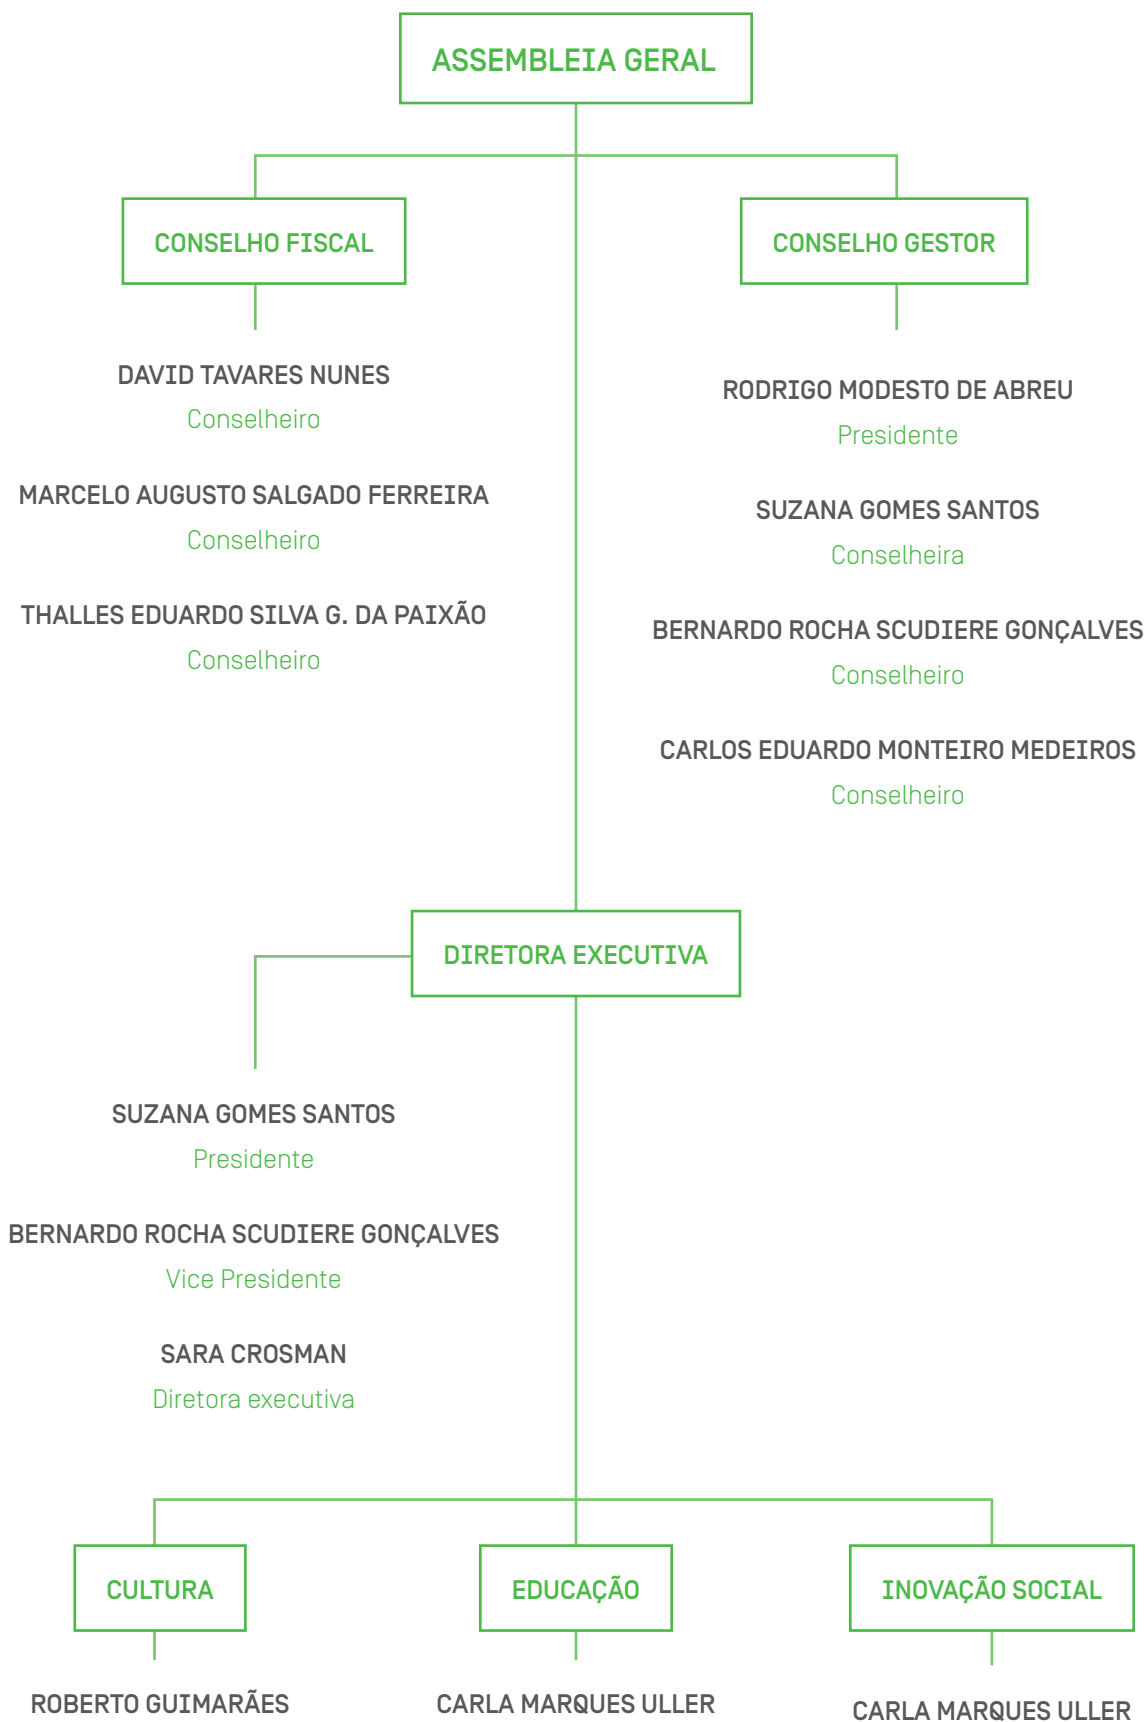 ASSEMBLEIA GERAL
CONSELHO FISCAL
DAVID TAVARES NUNES
Conselheiro
MARCELO AUGUSTO SALGADO FERREIRA
Conselheiro
THALLES EDUARDO SILVA G. DA PAIXÃO
Conselheiro
CONSELHO GESTOR
RODRIGO MODESTO DE ABREU
Presidente
SUZANA GOMES SANTOS
Conselheira
BERNARDO ROCHA SCUDIERE GONÇALVES
Conselheiro
CARLOS EDUARDO MONTEIRO MEDEIROS
Conselheiro
DIRETORA EXECUTIVA
SUZANA GOMES SANTOS
Presidente
BERNARDO ROCHA SCUDIERE GONÇALVES
Vice Presidente
SARA CROSMAN
Diretora executiva
CULTURA
ROBERTO GUIMARÃES
EDUCAÇÃO
CARLA MARQUES ULLER
INOVAÇÃO SOCIAL
CARLA MARQUES ULLER